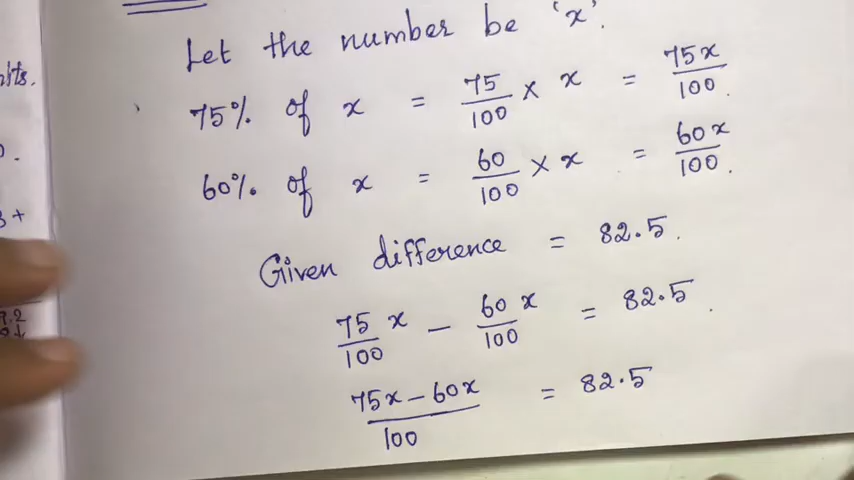 Let the number be 'x'.
75% of x = 75/100 × x = 75x/100.
60% of x = 60/100 × x = 60x/100.
Given difference = 82.5.
75/100 x - 60/100 x = 82.5.
75x - 60x/100 = 82.5